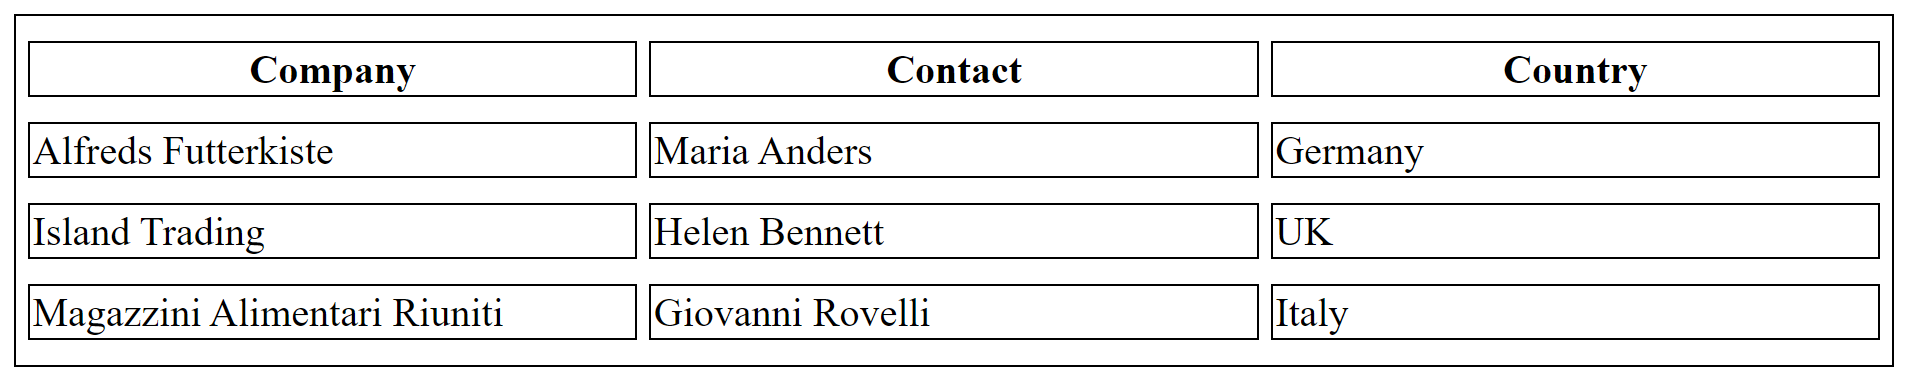 Company Contact Country
Alfreds Futterkiste Maria Anders Germany
Island Trading Helen Bennett UK
Magazzini Alimentari Riuniti Giovanni Rovelli Italy